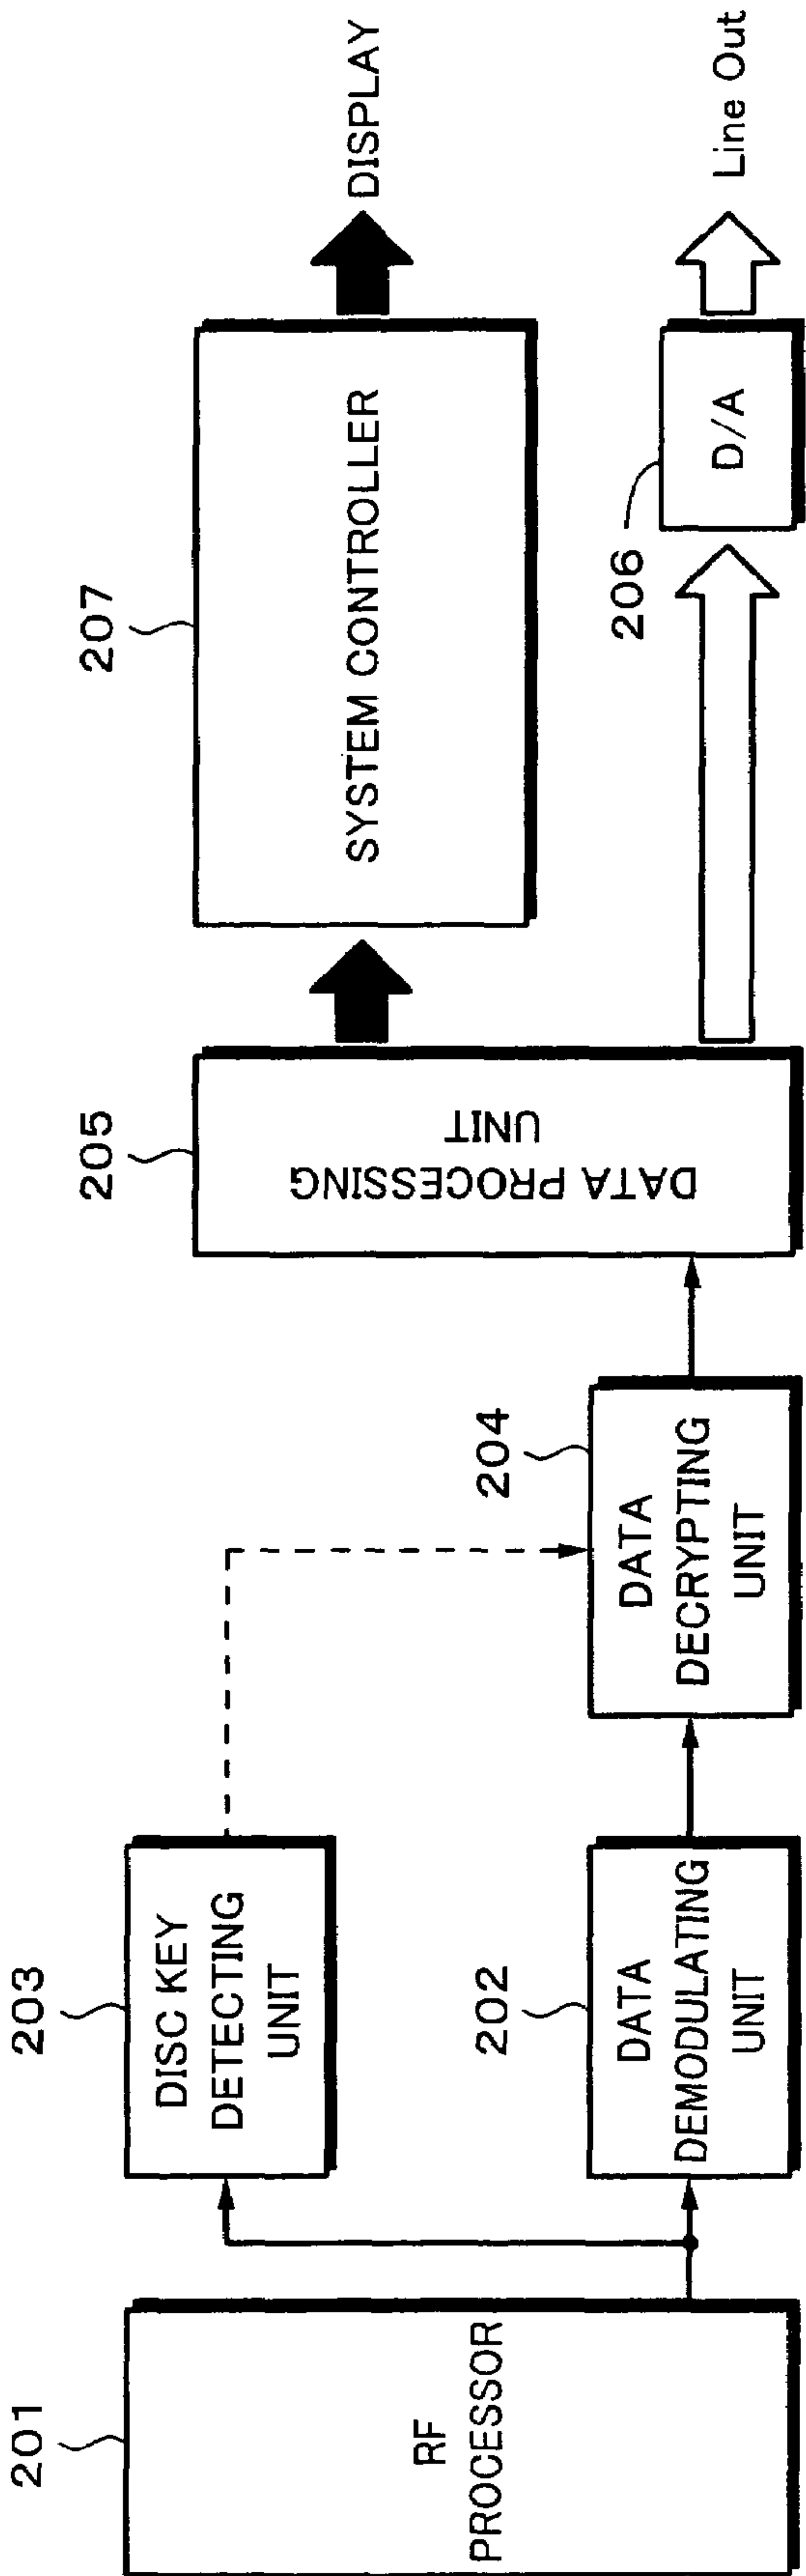 201
RF
PROCESSOR
203
DISC KEY
DETECTING
UNIT
202
DATA
DEMODULATING
UNIT
204
DATA
DECRYPTING
UNIT
205
DATA PROCESSING
UNIT
207
SYSTEM CONTROLLER
DISPLAY
206
D/A
Line Out